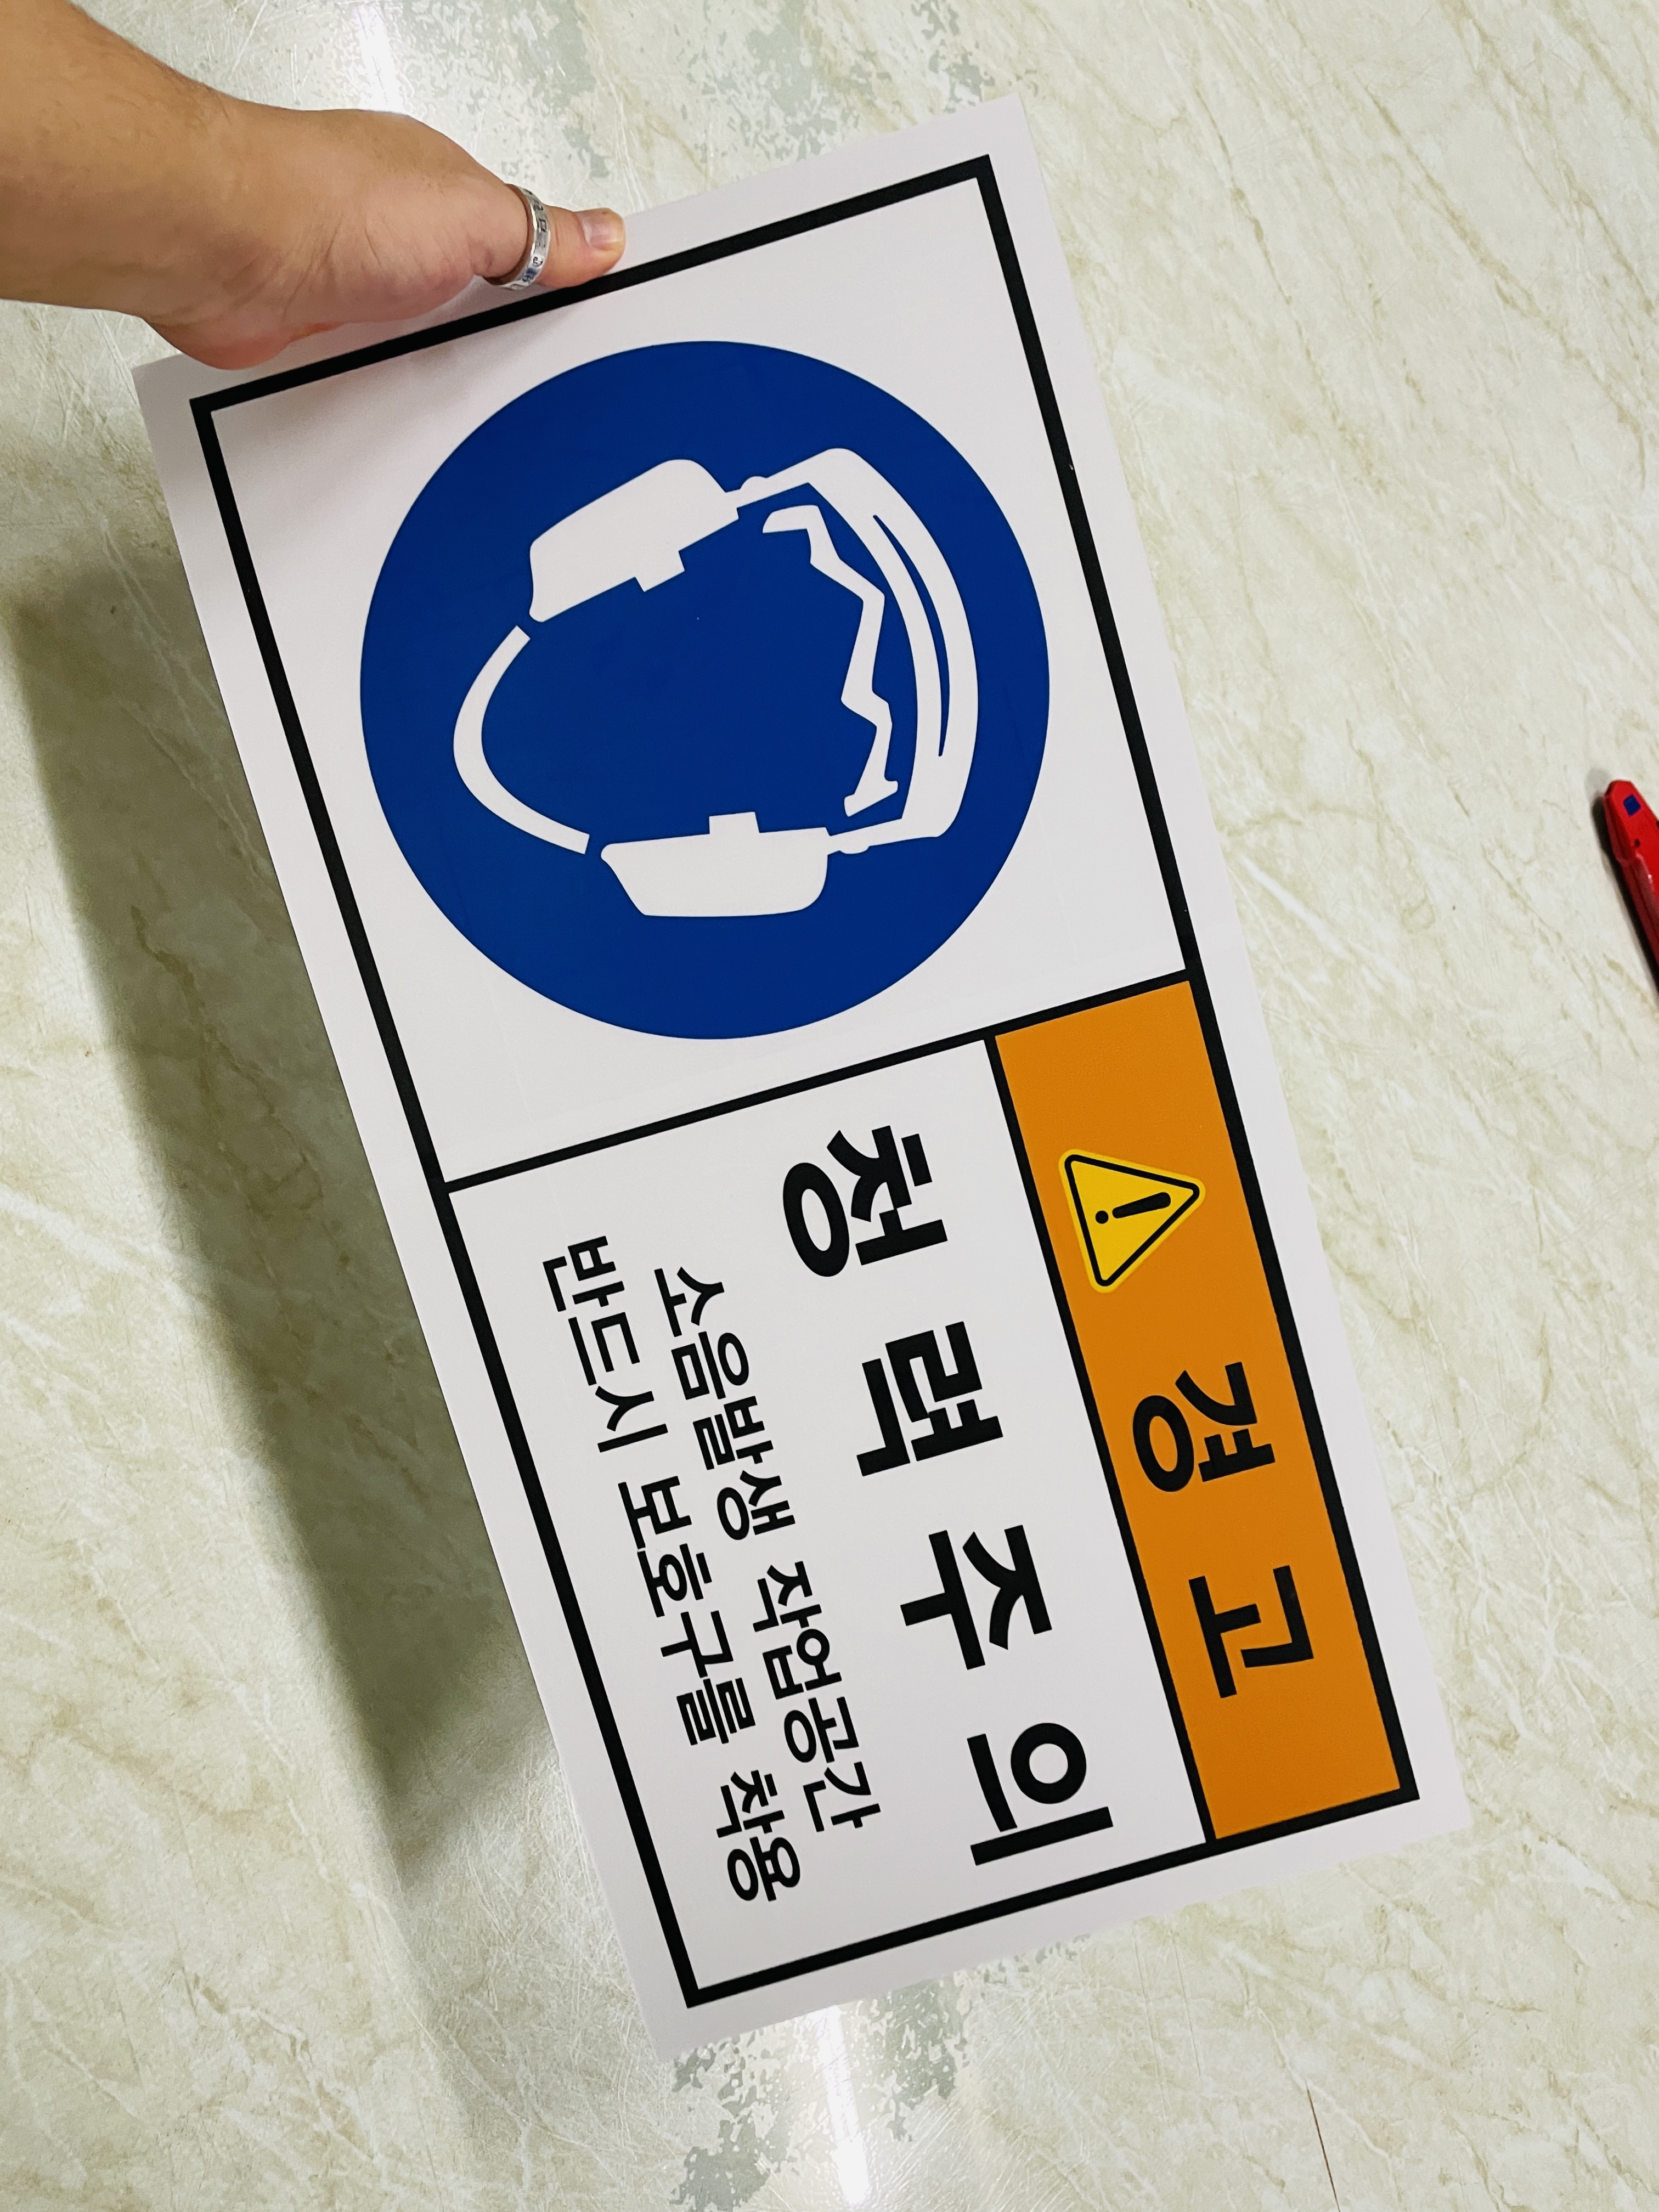 경 고
청 력 주 의
소음발생 작업공간
반드시 보호구를 착용